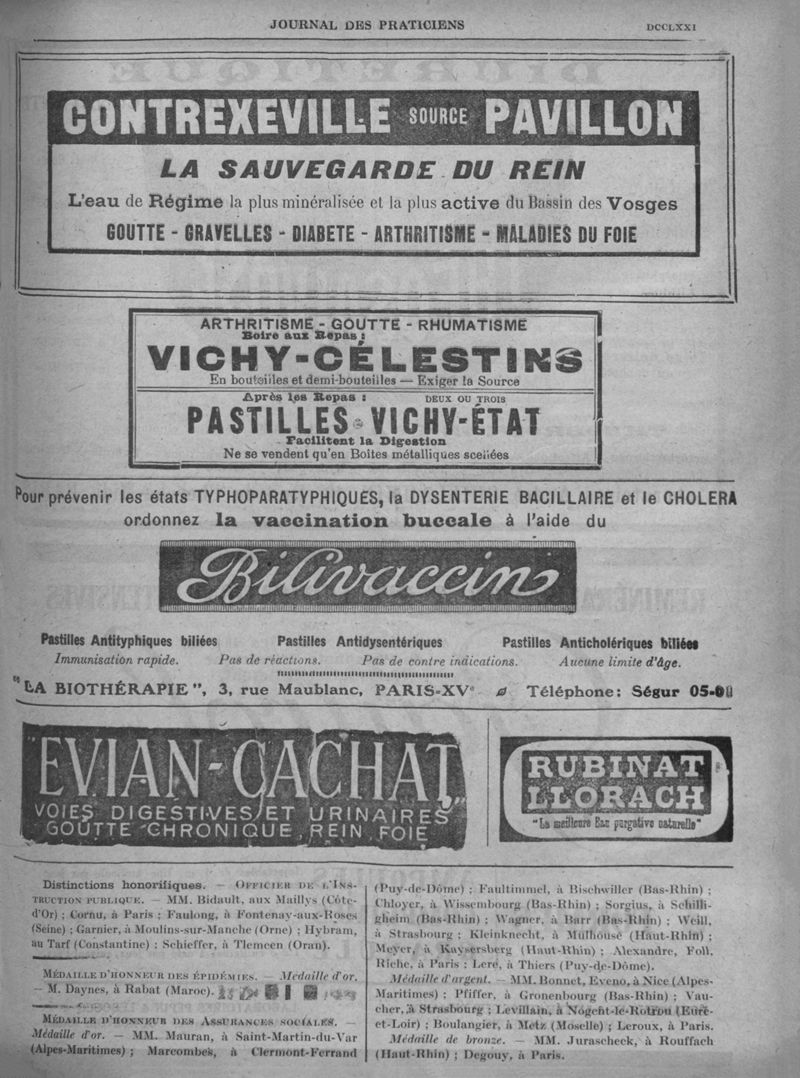 JOURNAL DES PRATICIENS
DCCLXXI
CONTREXEVILLE SOURCE PAVILLON
LA SAUVEGARDE DU REIN
L'eau de Régime la plus minéralisée et la plus active du Bassin des Vosges
GOUTTE - GRAVELLES - DIABETE - ARTHRITISME - MALADIES DU FOIE
ARTHRITISME - GOUTTE - RHUMATISME
Boire aux Repas :
VICHY-CÉLESTINS
En bouteilles et demi-bouteilles — Exiger la Source
Après les Repas : DEUX OU TROIS
PASTILLES VICHY-ÉTAT
Facilitent la Digestion
Ne se vendent qu'en Boîtes métalliques scellées
Pour prévenir les états TYPHOPARATYPHIQUES, la DYSENTERIE BACILLAIRE et le CHOLERA
ordonnez la vaccination buccale à l'aide du
Bilivaccin
Pastilles Antityphiques biliées Pastilles Antidysentériques Pastilles Anticholériques biliées
Immunisation rapide. Pas de réactions. Pas de contre indications. Aucune limite d'âge.
"LA BIOTHÉRAPIE", 3, rue Maublanc, PARIS-XVe Téléphone: Ségur
"EVIAN-CACHAT"
VOIES DIGESTIVES ET URINAIRES
GOUTTE CHRONIQUE, REIN, FOIE
RUBINAT
LLORACH
"La meilleure Eau purgative naturelle"
Distinctions honorifiques. — OFFICIER DE L'INS-
TRUCTION PUBLIQUE. — MM. Bidault, aux Maillys (Côte-
d'Or) ; Cornu, à Paris ; Faulong, à Fontenay-aux-Roses
(Seine) ; Garnier, à Moulins-sur-Manche (Orne) ; Hybram,
au Tarf (Constantine) ; Schieffer, à Tlemcen (Oran).
MÉDAILLE D'HONNEUR DES ÉPIDÉMIES. — Médaille d'or.
— M. Daynes, à Rabat (Maroc).
MÉDAILLE D'HONNEUR DES ASSURANCES SOCIALES. —
Médaille d'or. — MM. Mauran, à Saint-Martin-du-Var
(Alpes-Maritimes) ; Marcombes, à Clermont-Ferrand
(Puy-de-Dôme) ; Faultimmel, à Bischwiller (Bas-Rhin) ;
Chloyer, à Wissembourg (Bas-Rhin) ; Sorgius, à Schilli-
gheim (Bas-Rhin) ; Wagner, à Barr (Bas-Rhin) ; Weill,
à Strasbourg ; Kleinknecht, à Mulhouse (Haut-Rhin) ;
Meyer, à Kaysersberg (Haut-Rhin) ; Alexandre, Foll,
Riche, à Paris ; Leré, à Thiers (Puy-de-Dôme).
Médaille d'argent. — MM. Bonnet, Eveno, à Nice (Alpes-
Maritimes) ; Pfiffer, à Gronenbourg (Bas-Rhin) ; Vau-
cher, à Strasbourg ; Levillain, à Nogent-le-Rotrou (Eure-
et-Loir) ; Boulangier, à Metz (Moselle) ; Leroux, à Paris.
Médaille de bronze. — MM. Jurascheck, à Rouffach
(Haut-Rhin) ; Degouy, à Paris.